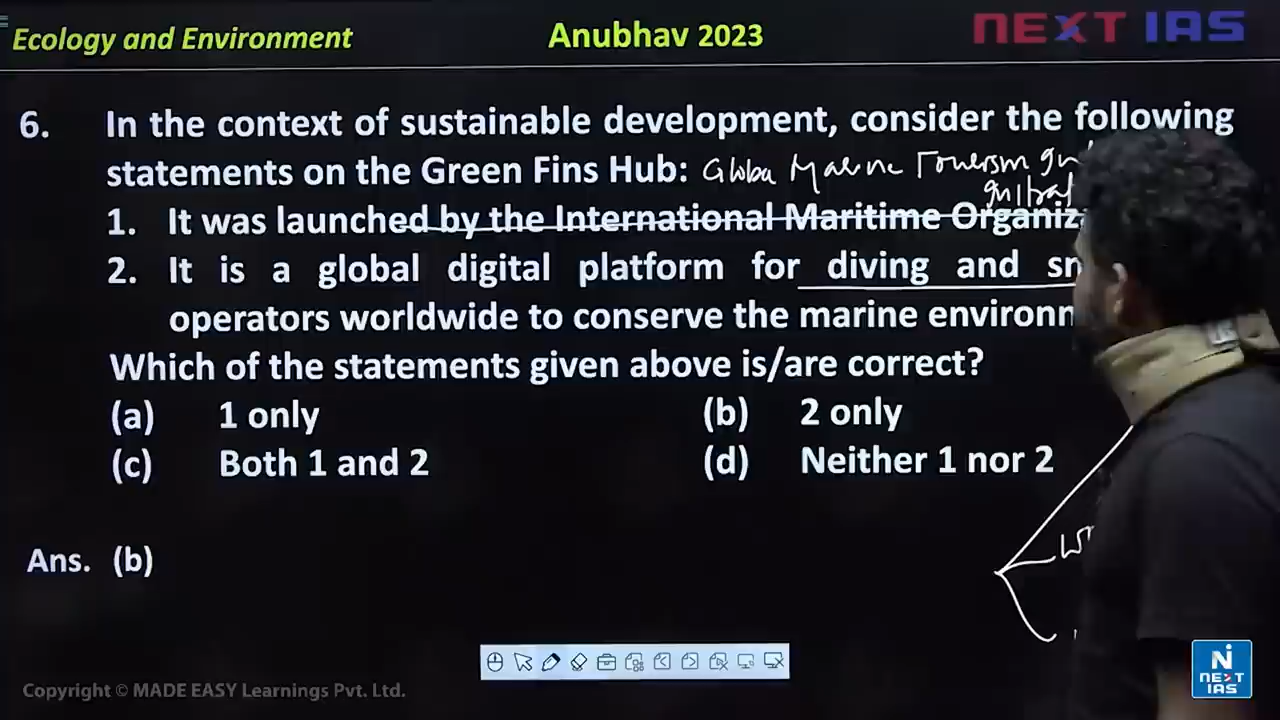 Ecology and Environment
Anubhav 2023
NEXT IAS
6. In the context of sustainable development, consider the following
statements on the Green Fins Hub:
Marine Tourism
1. It was launched by the International Maritime
2. It is a global digital platform for diving and
operators worldwide to conserve the marine
Which of the statements given above is/are correct?
(a) 1 only (b) 2 only
(c) Both 1 and 2 (d) Neither 1 nor 2
Ans. (b)
Copyright © MADE EASY Learnings Pvt. Ltd.
N
NEXT
IAS